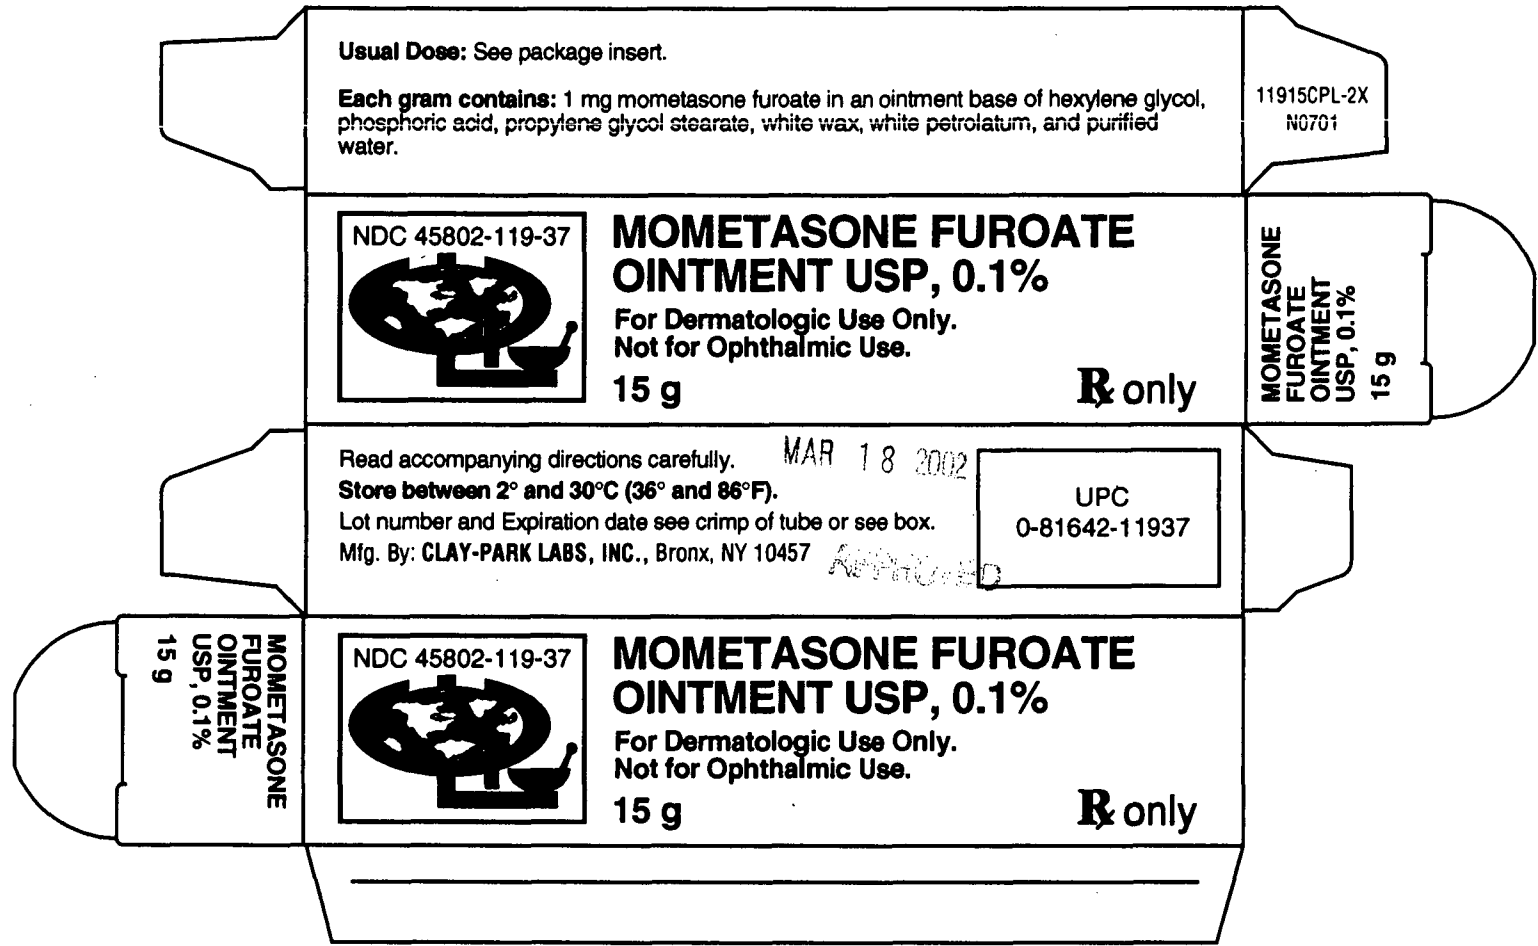 Usual Dose: See package insert.
Each gram contains: 1 mg mometasone furoate in an ointment base of hexylene glycol,
phosphoric acid, propylene glycol stearate, white wax, white petrolatum, and purified
water.
11915CPL-2X
N0701
NDC 45802-119-37
MOMETASONE FUROATE
OINTMENT USP, 0.1%
For Dermatologic Use Only.
Not for Ophthalmic Use.
15 g
Rx only
MOMETASONE
FUROATE
OINTMENT
USP, 0.1%
15 g
Read accompanying directions carefully.
Store between 2° and 30°C (36° and 86°F).
Lot number and Expiration date see crimp of tube or see box.
Mfg. By: CLAY-PARK LABS, INC., Bronx, NY 10457
MAR 18 2002
APPROVED
UPC
0-81642-11937
MOMETASONE
FUROATE
OINTMENT
USP, 0.1%
15 g
NDC 45802-119-37
MOMETASONE FUROATE
OINTMENT USP, 0.1%
For Dermatologic Use Only.
Not for Ophthalmic Use.
15 g
Rx only